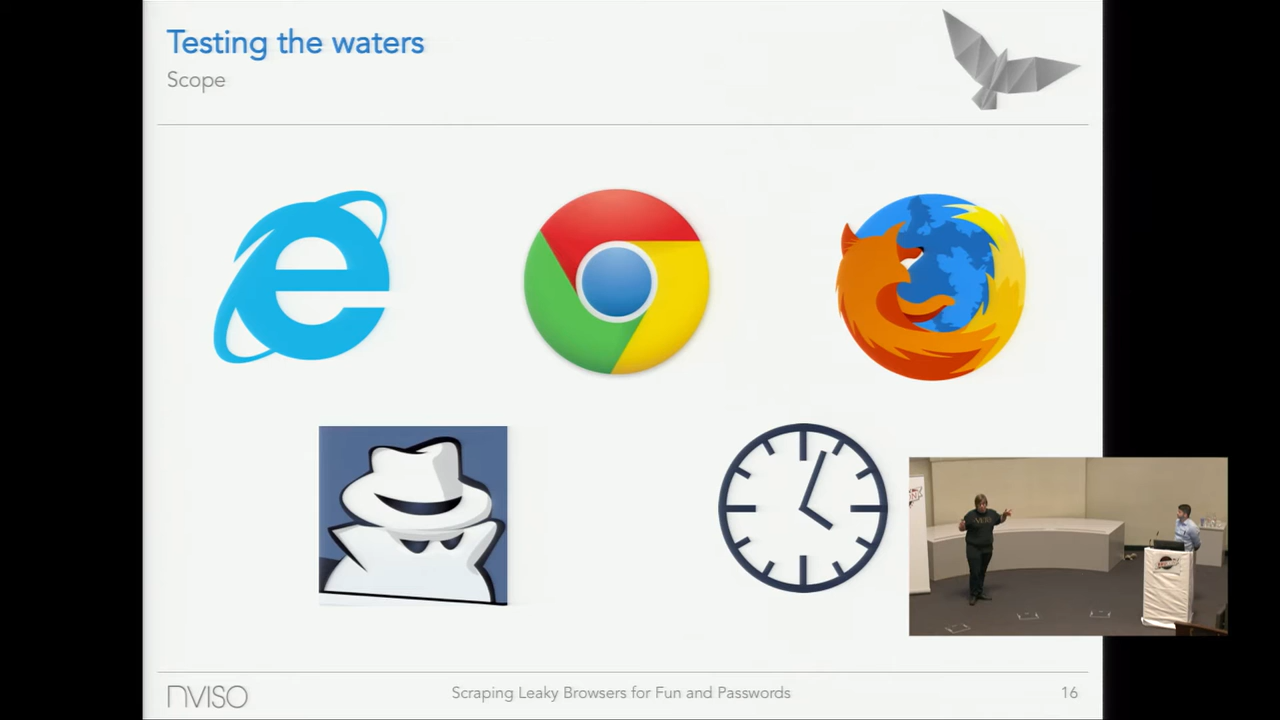 Testing the waters
Scope
NVISO
Scraping Leaky Browsers for Fun and Passwords
16